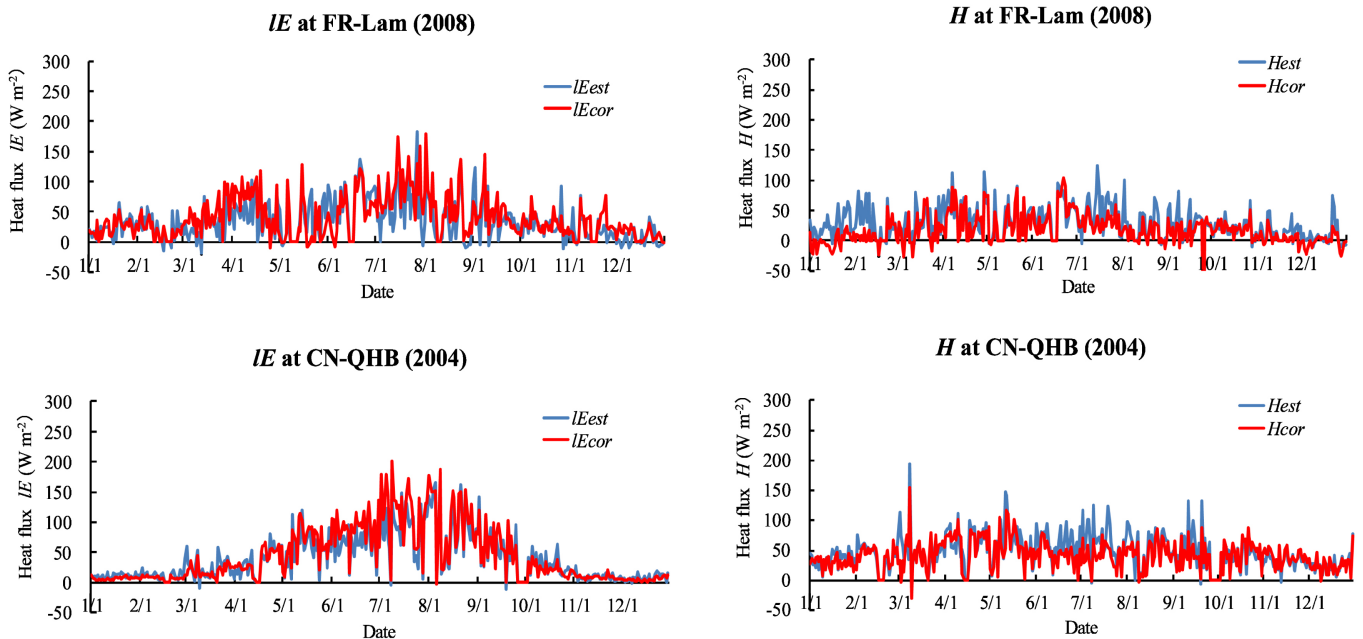 lE at FR-Lam (2008)
Heat flux lE (W m-2)
300
250
200
150
100
50
0
-50
lEest
lEcor
1/1 2/1 3/1 4/1 5/1 6/1 7/1 8/1 9/1 10/1 11/1 12/1
Date
H at FR-Lam (2008)
Heat flux H (W m-2)
300
250
200
150
100
50
0
-50
Hest
Hcor
1/1 2/1 3/1 4/1 5/1 6/1 7/1 8/1 9/1 10/1 11/1 12/1
Date
lE at CN-QHB (2004)
Heat flux lE (W m-2)
300
250
200
150
100
50
0
-50
lEest
lEcor
1/1 2/1 3/1 4/1 5/1 6/1 7/1 8/1 9/1 10/1 11/1 12/1
Date
H at CN-QHB (2004)
Heat flux H (W m-2)
300
250
200
150
100
50
0
-50
Hest
Hcor
1/1 2/1 3/1 4/1 5/1 6/1 7/1 8/1 9/1 10/1 11/1 12/1
Date